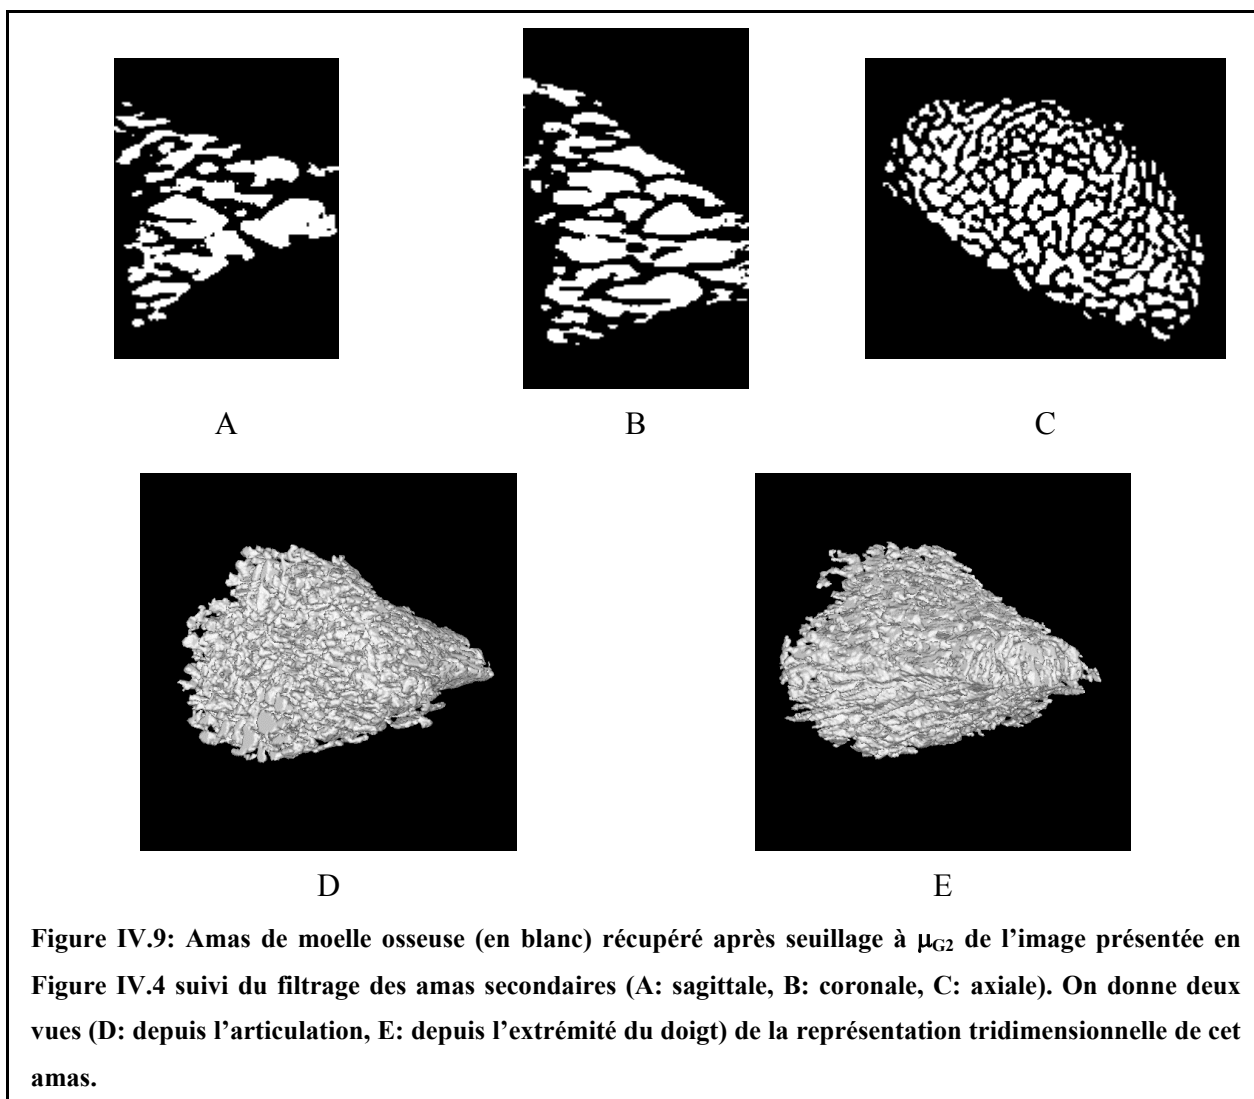 A
B
C
D
E
Figure IV.9: Amas de moelle osseuse (en blanc) récupéré après seuillage à μG2 de l’image présentée en
Figure IV.4 suivi du filtrage des amas secondaires (A: sagittale, B: coronale, C: axiale). On donne deux
vues (D: depuis l’articulation, E: depuis l’extrémité du doigt) de la représentation tridimensionnelle de cet
amas.